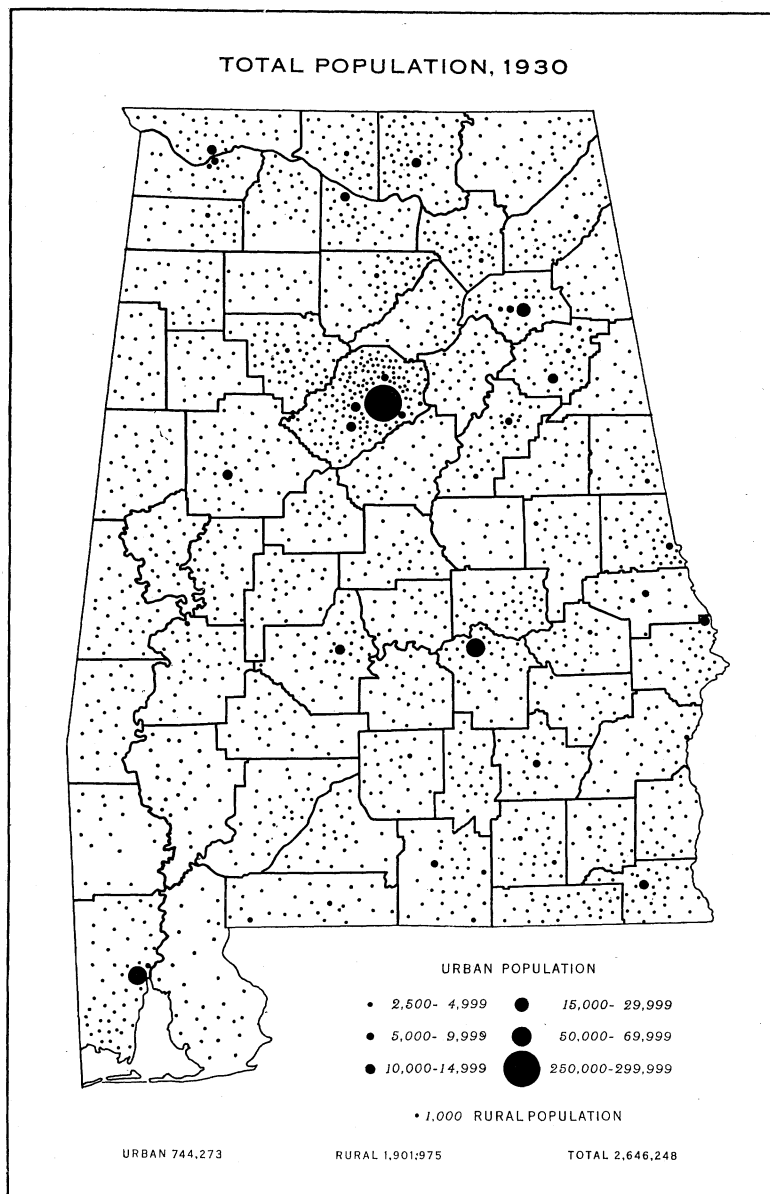 TOTAL POPULATION, 1930
URBAN POPULATION
2,500- 4,999
15,000- 29,999
5,000- 9,999
50,000- 69,999
10,000-14,999
250,000-299,999
1,000 RURAL POPULATION
URBAN 744,273
RURAL 1,901,975
TOTAL 2,646,248